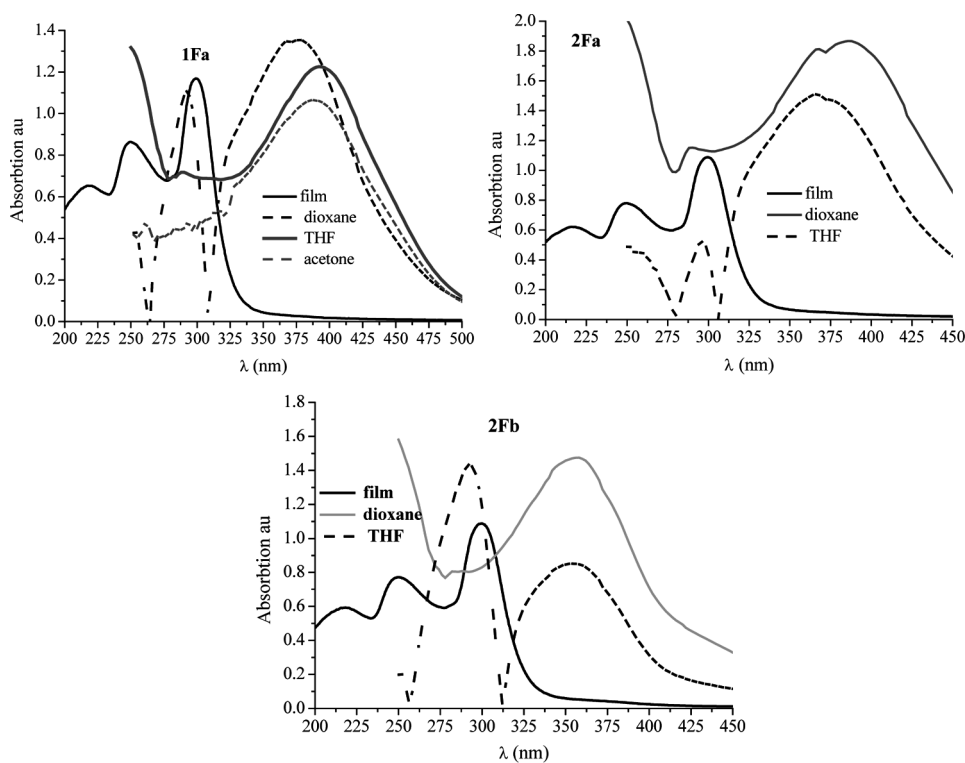 1Fa
Absorbtion au
1.4
1.2
1.0
0.8
0.6
0.4
0.2
0.0
film
dioxane
THF
acetone
200 225 250 275 300 325 350 375 400 425 450 475 500
λ (nm)
2Fa
Absorbtion au
2.0
1.8
1.6
1.4
1.2
1.0
0.8
0.6
0.4
0.2
0.0
film
dioxane
THF
200 225 250 275 300 325 350 375 400 425 450
λ (nm)
2Fb
Absorbtion au
1.8
1.6
1.4
1.2
1.0
0.8
0.6
0.4
0.2
0.0
film
dioxane
THF
200 225 250 275 300 325 350 375 400 425 450
λ (nm)